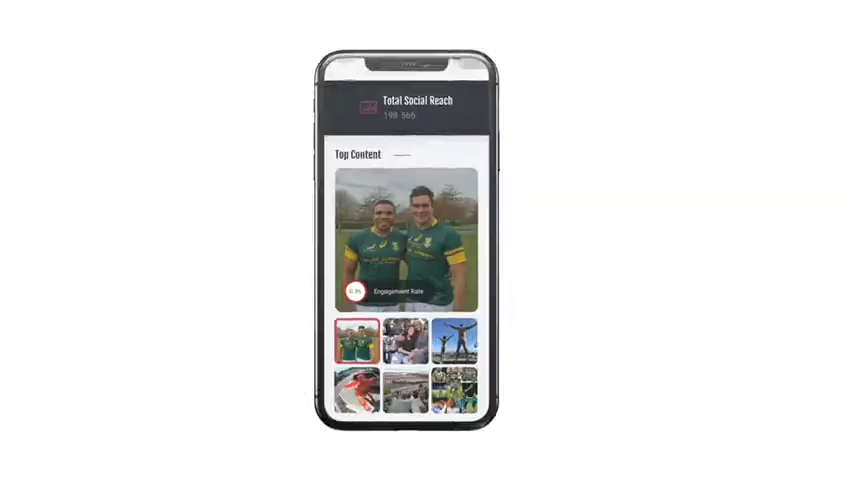 Total Social Reach
198 566
Top Content
Engagement Rate